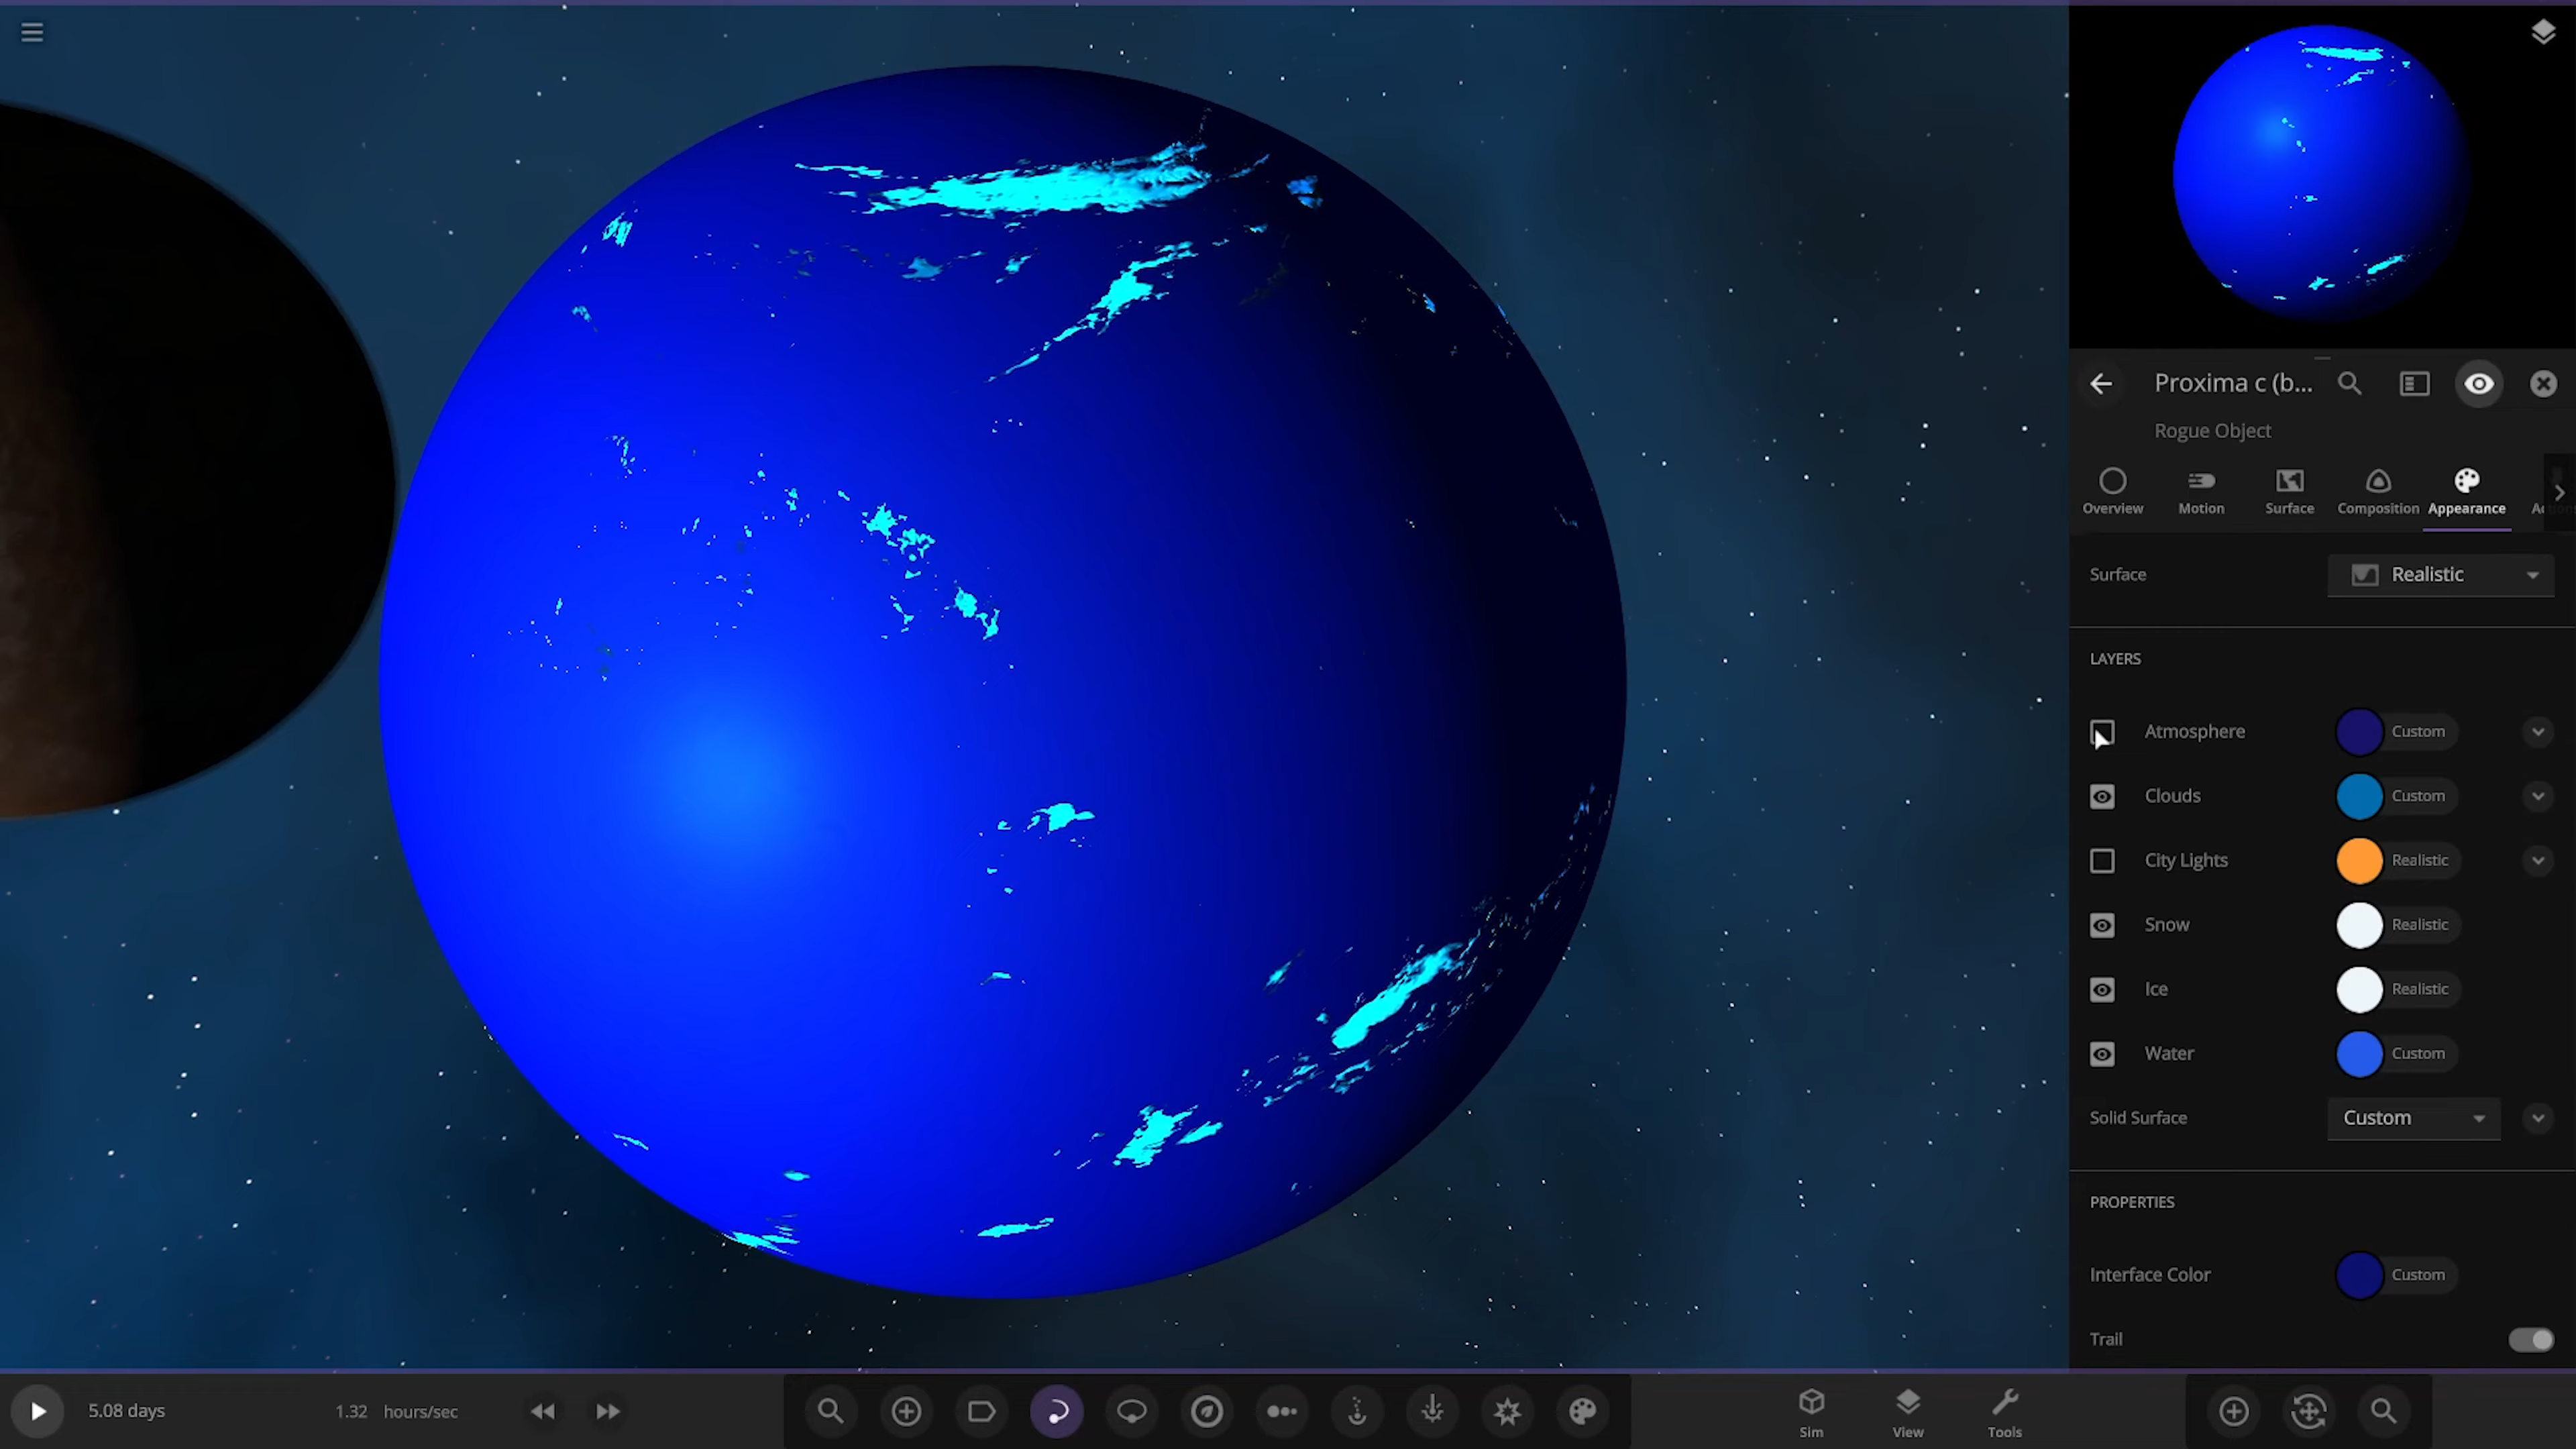 Proxima c (b...
Rogue Object
Overview
Motion
Surface
Composition
Appearance
Surface
Realistic
LAYERS
Atmosphere
Custom
Clouds
Custom
City Lights
Realistic
Snow
Realistic
Ice
Realistic
Water
Custom
Solid Surface
Custom
PROPERTIES
Interface Color
Custom
Trail
5.08 days
1.32 hours/sec
Sim
View
Tools